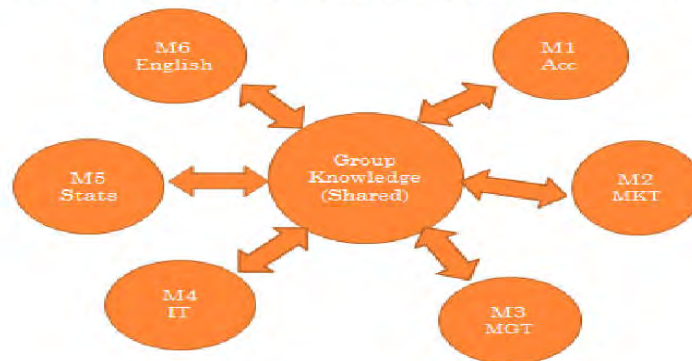 M6
English
M1
Acc
Group
Knowledge
(Shared)
M5
Stats
M2
MKT
M4
IT
M3
MGT